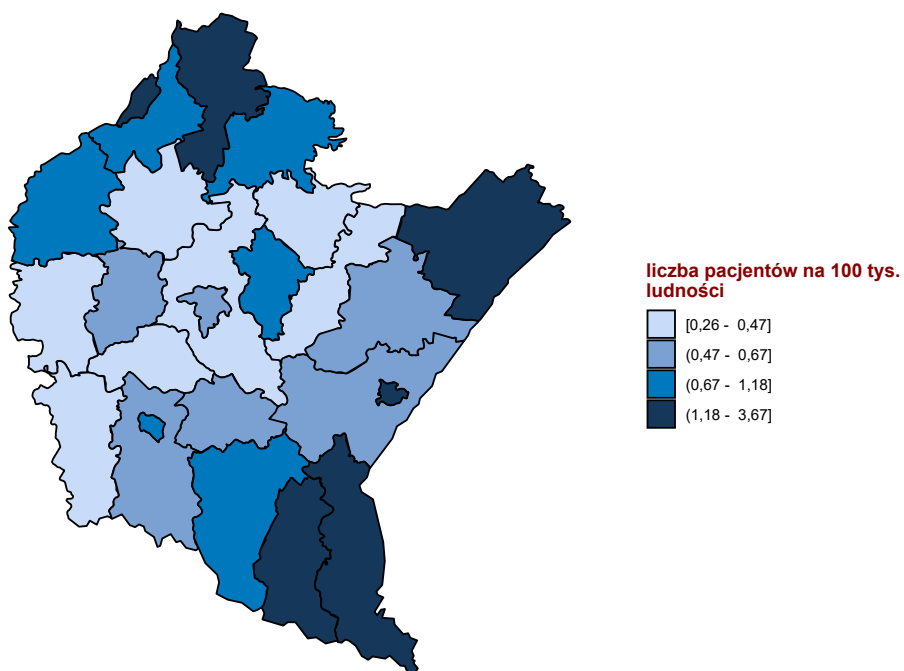 liczba pacjentów na 100 tys.
ludności
[0,26 - 0,47]
(0,47 - 0,67]
(0,67 - 1,18]
(1,18 - 3,67]